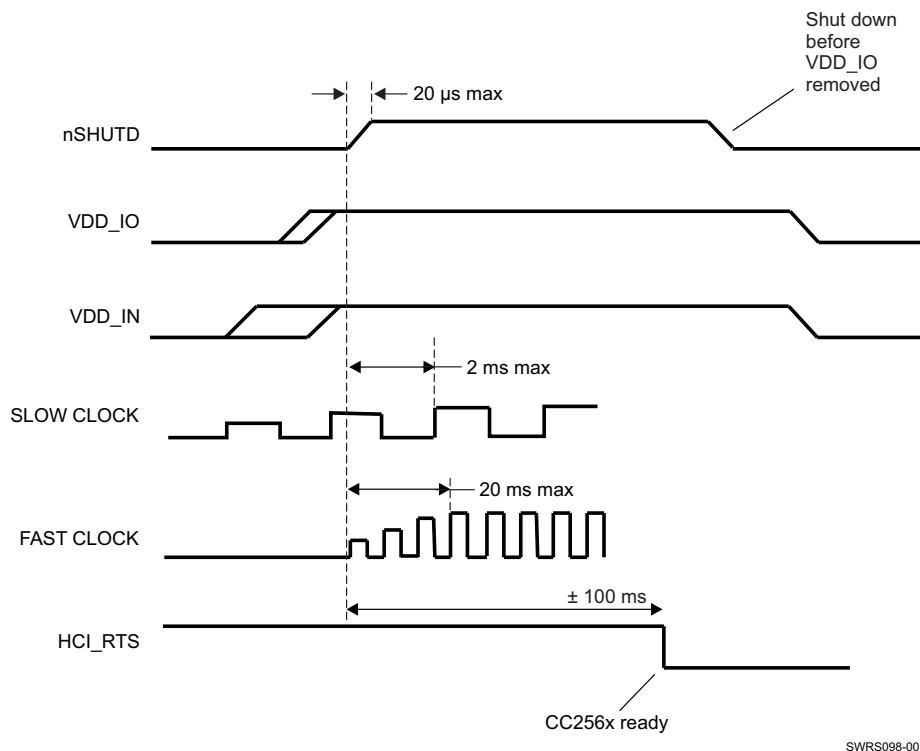 Shut down
before
VDD_IO
removed
20 µs max
nSHUTD
VDD_IO
VDD_IN
2 ms max
SLOW CLOCK
20 ms max
FAST CLOCK
± 100 ms
HCI_RTS
CC256x ready
SWRS098-00